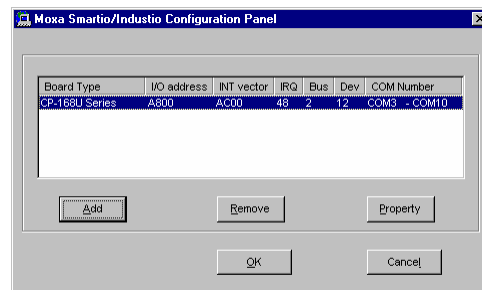 Moxa Smartio/Industio Configuration Panel
Board Type I/O address INT vector IRQ Bus Dev COM Number
CP-168U Series A800 AC00 48 2 12 COM3 - COM10
Add Remove Property
OK Cancel